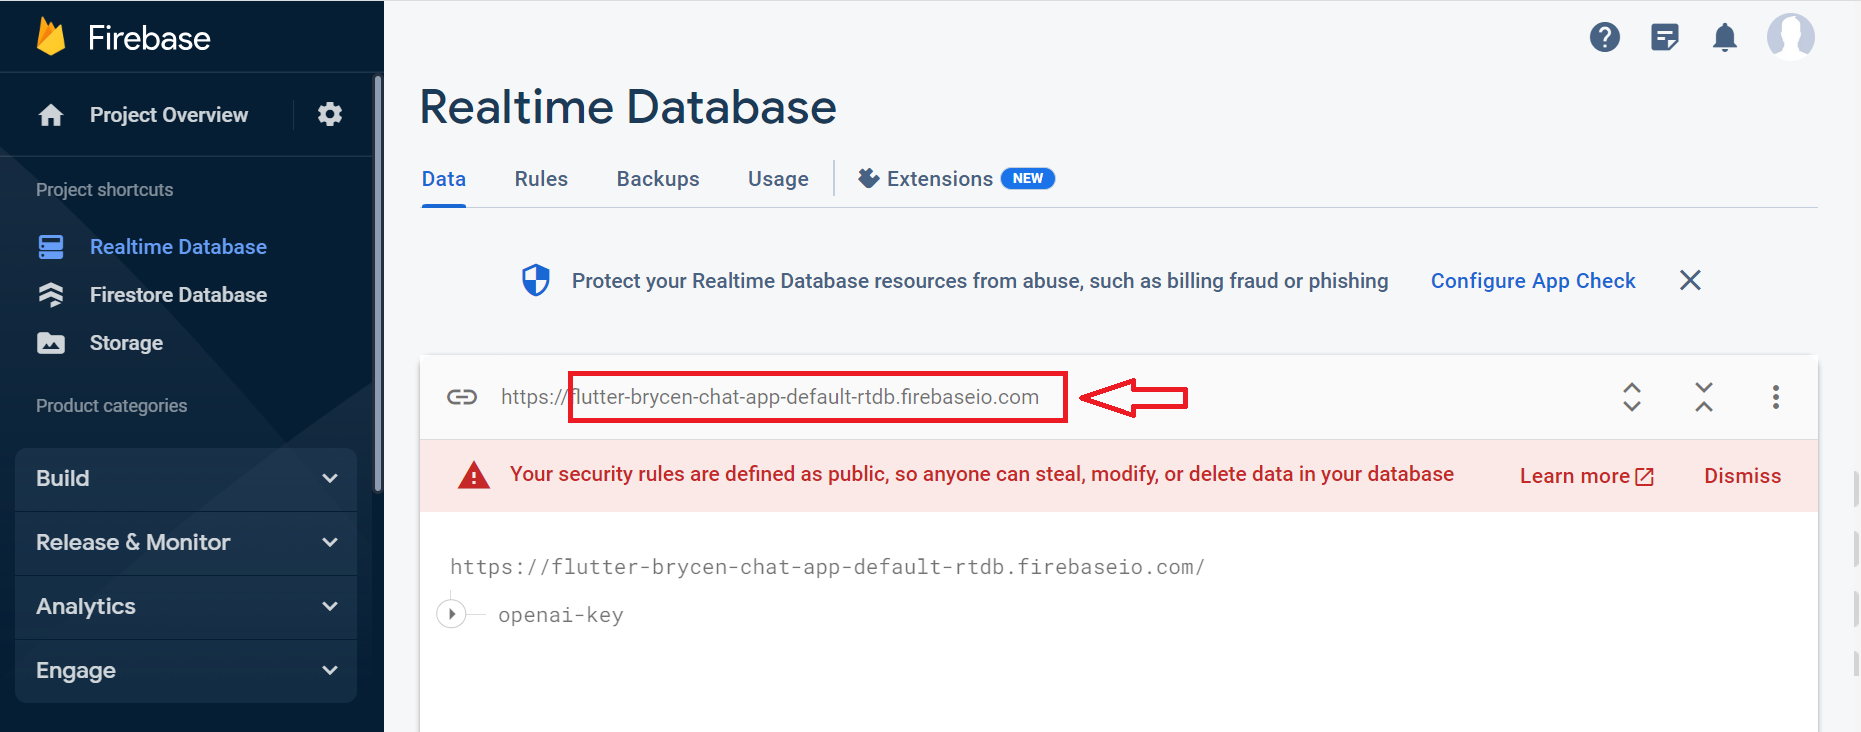 Firebase
Project Overview
Project shortcuts
Realtime Database
Firestore Database
Storage
Product categories
Build
Release & Monitor
Analytics
Engage
Realtime Database
Data Rules Backups Usage Extensions NEW
Protect your Realtime Database resources from abuse, such as billing fraud or phishing Configure App Check
https://flutter-brycen-chat-app-default-rtdb.firebaseio.com
Your security rules are defined as public, so anyone can steal, modify, or delete data in your database Learn more Dismiss
https://flutter-brycen-chat-app-default-rtdb.firebaseio.com/
openai-key